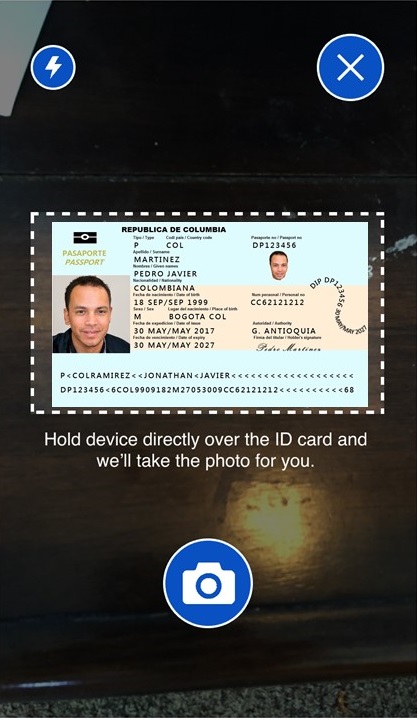 REPUBLICA DE COLUMBIA
Tipo / Type Codi pais / Country code Pasaporte no / Passport no
P COL DP123456
PASAPORTE
PASSPORT
Apellido / Surname
MARTINEZ
Nombres / Given names
PEDRO JAVIER
Nacionalidad / Nationality
COLOMBIANA
Fecha de nacimiento / Date of birth Num personal / Personal no
18 SEP/SEP 1999 CC62121212
Sexo / Sex Lugar del nacimiento / Place of birth
M BOGOTA COL
Fecha de expedición / Date of issue Autoridad / Authority
30 MAY/MAY 2017 G. ANTIOQUIA
Fecha de vencimiento / Date of expiry Firma del titular / Holder's signature
30 MAY/MAY 2027 Pedro Martinez
DIP DP123456 30/MAY/MAY 2027
P<COLRAMIREZ<<JONATHAN<JAVIER<<<<<<<<<<<<<<<<<<<
DP123456<6COL9909182M27053009CC62121212<<<<<<<<<<68
Hold device directly over the ID card and
we'll take the photo for you.